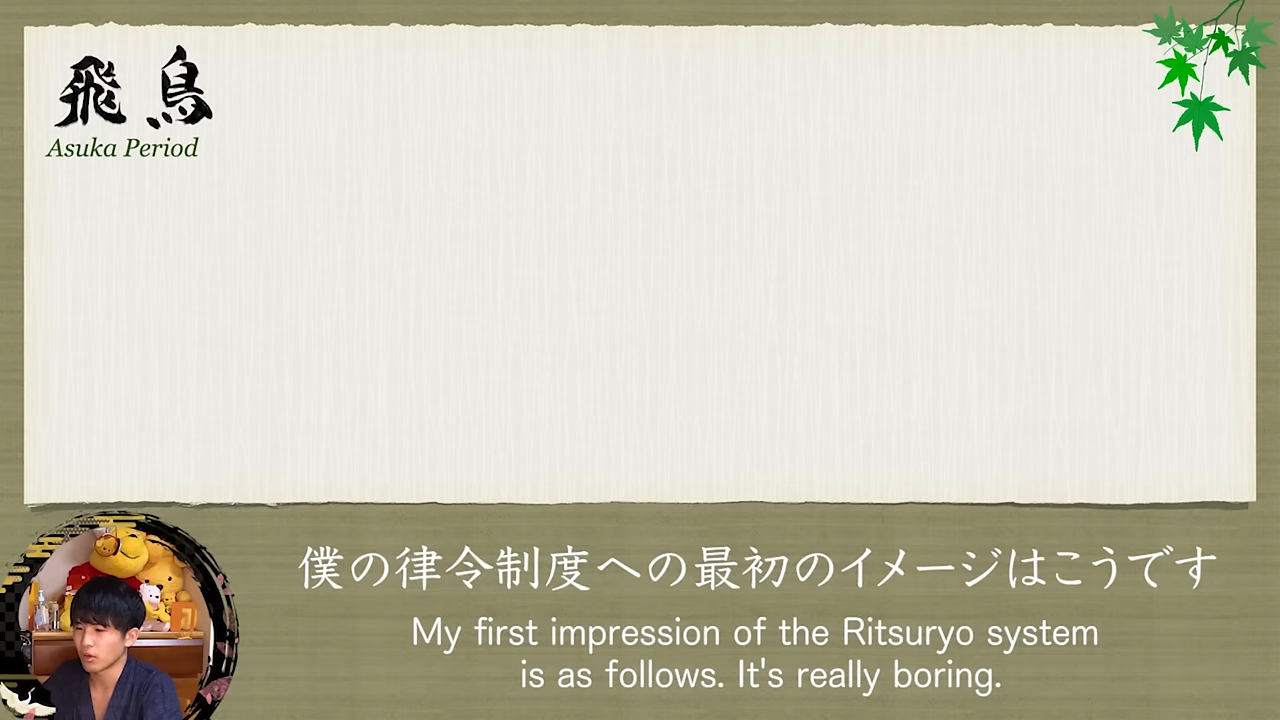 飛鳥
Asuka Period
僕の律令制度への最初のイメージはこうです
My first impression of the Ritsuryo system
is as follows. It's really boring.